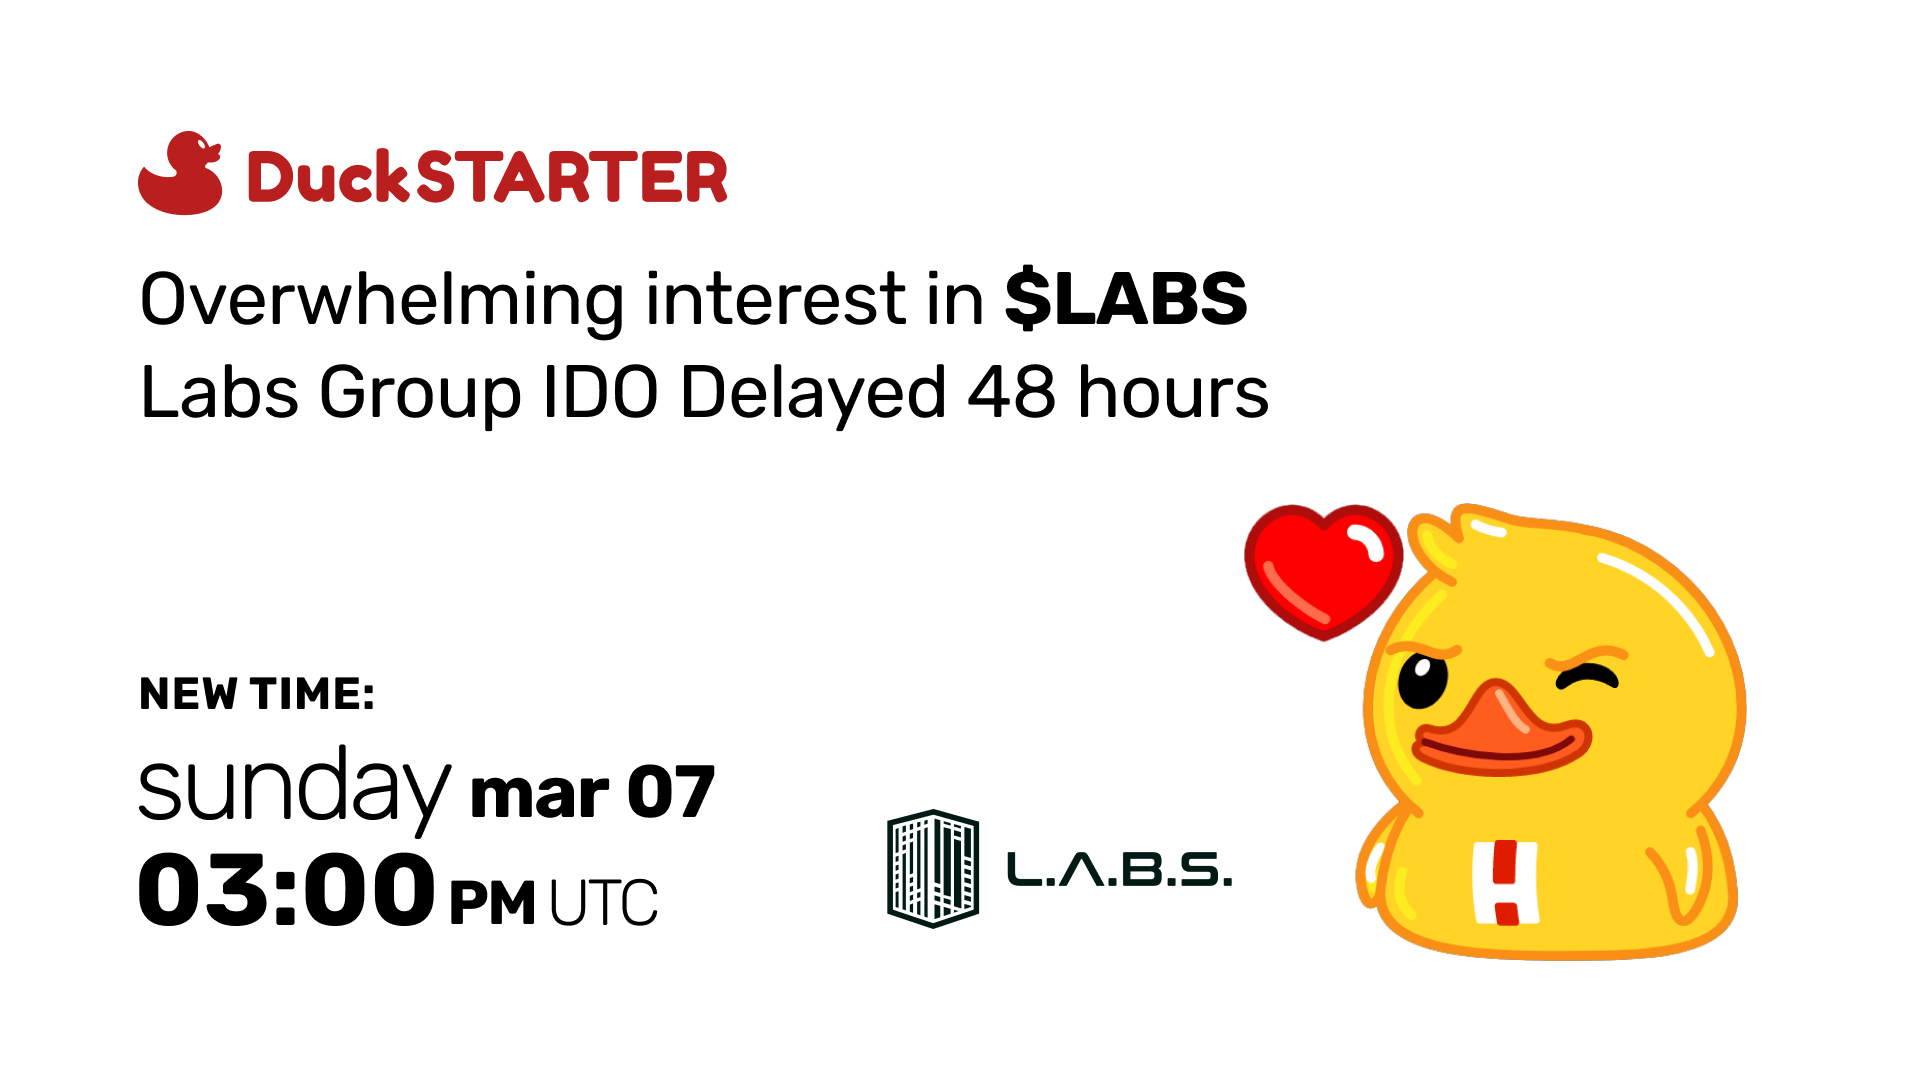 DuckSTARTER
Overwhelming interest in $LABS
Labs Group IDO Delayed 48 hours
NEW TIME:
sunday mar 07
03:00 PM UTC
L.A.B.S.
H